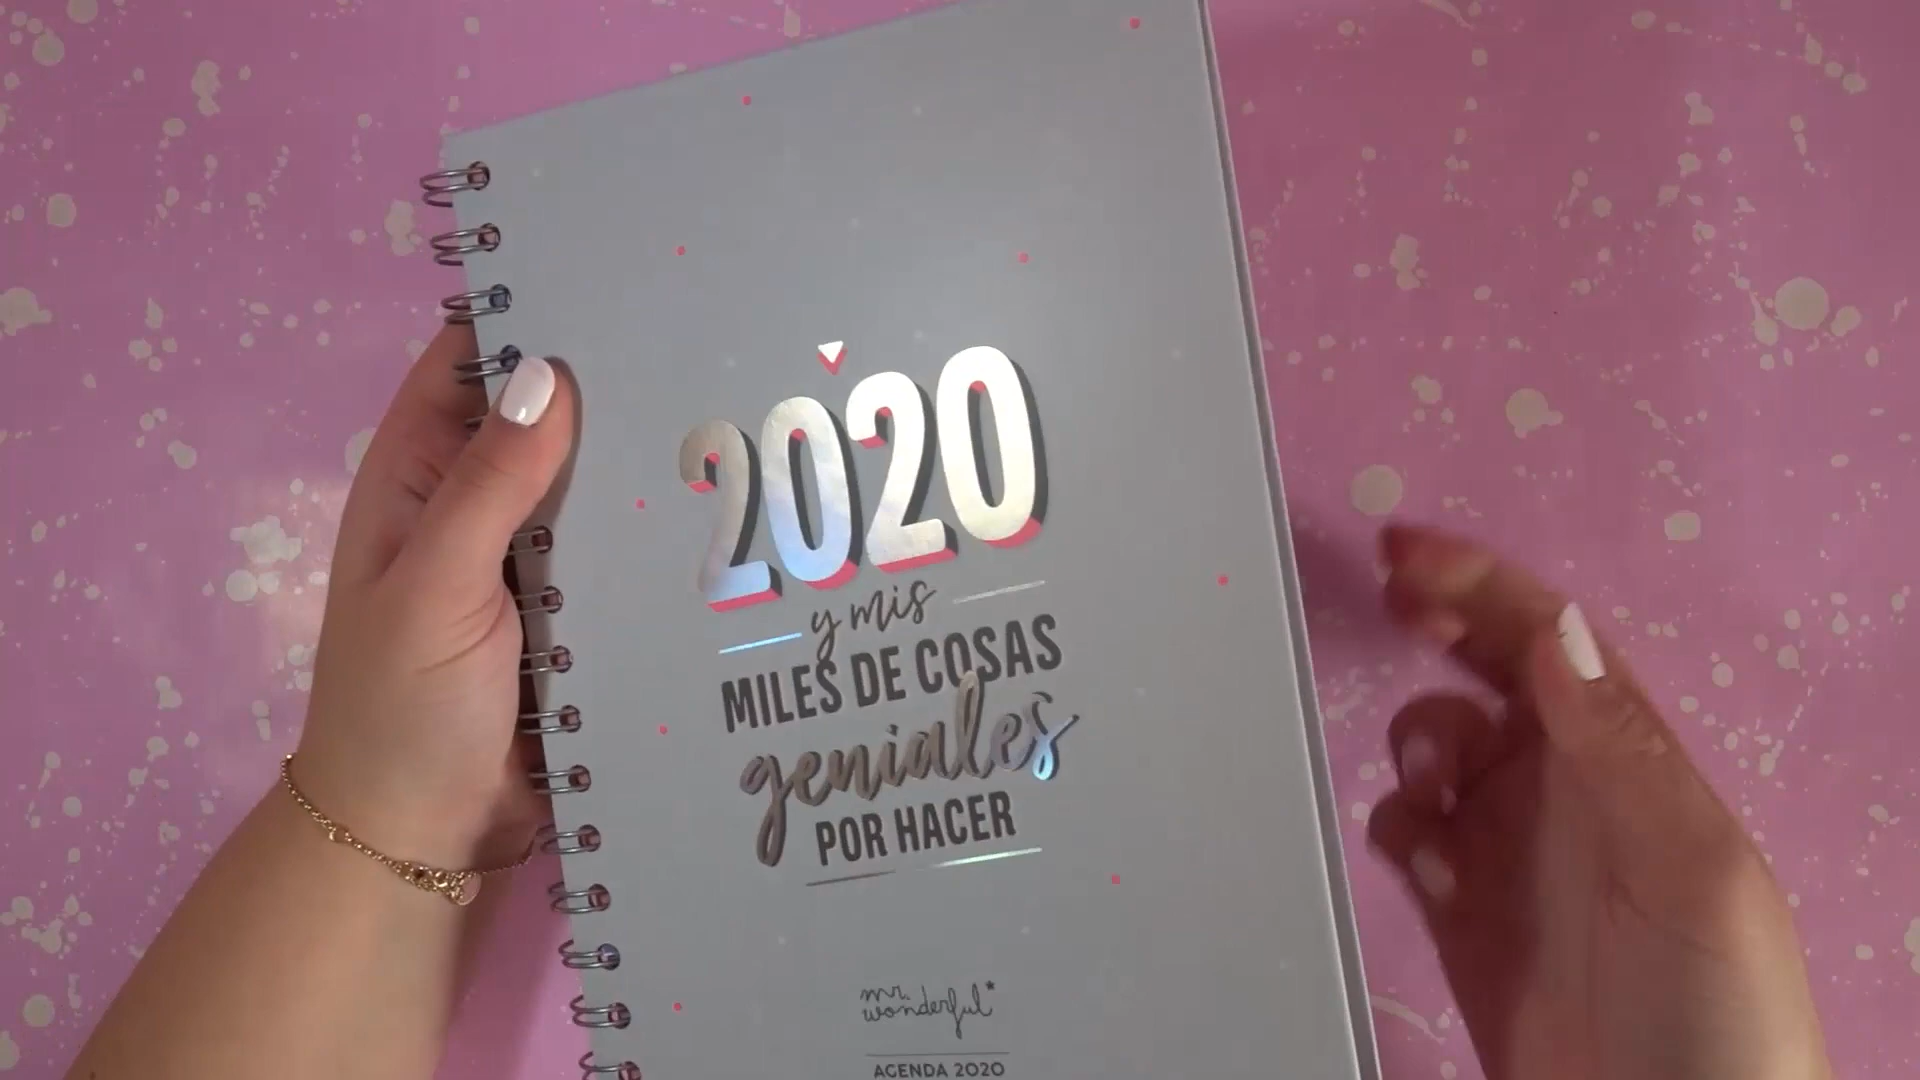 2020
y mis
MILES DE COSAS
geniales
POR HACER
mr.
wonderful*
AGENDA 2020